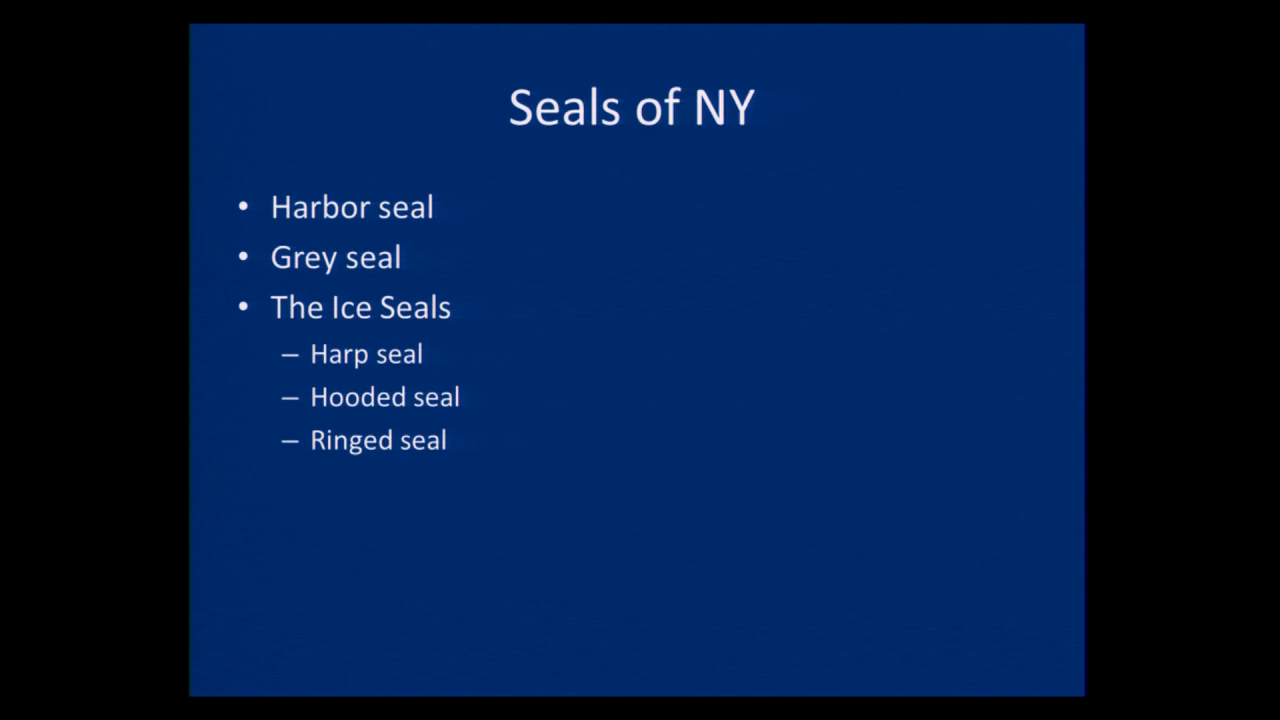 Seals of NY
• Harbor seal
• Grey seal
• The Ice Seals
– Harp seal
– Hooded seal
– Ringed seal